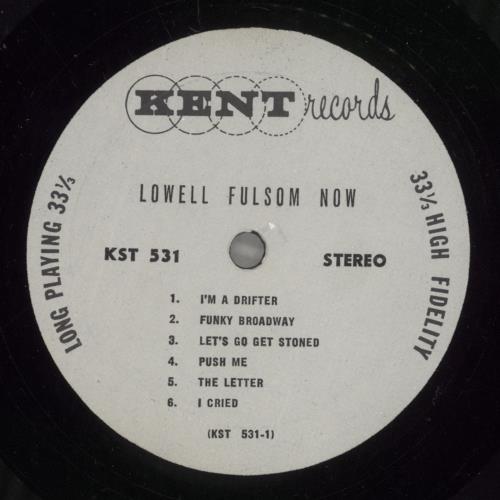 KENT records
LOWELL FULSOM NOW
KST 531
STEREO
LONG PLAYING 33⅓
33⅓ HIGH FIDELITY
1. I'M A DRIFTER
2. FUNKY BROADWAY
3. LET'S GO GET STONED
4. PUSH ME
5. THE LETTER
6. I CRIED
(KST 531-1)